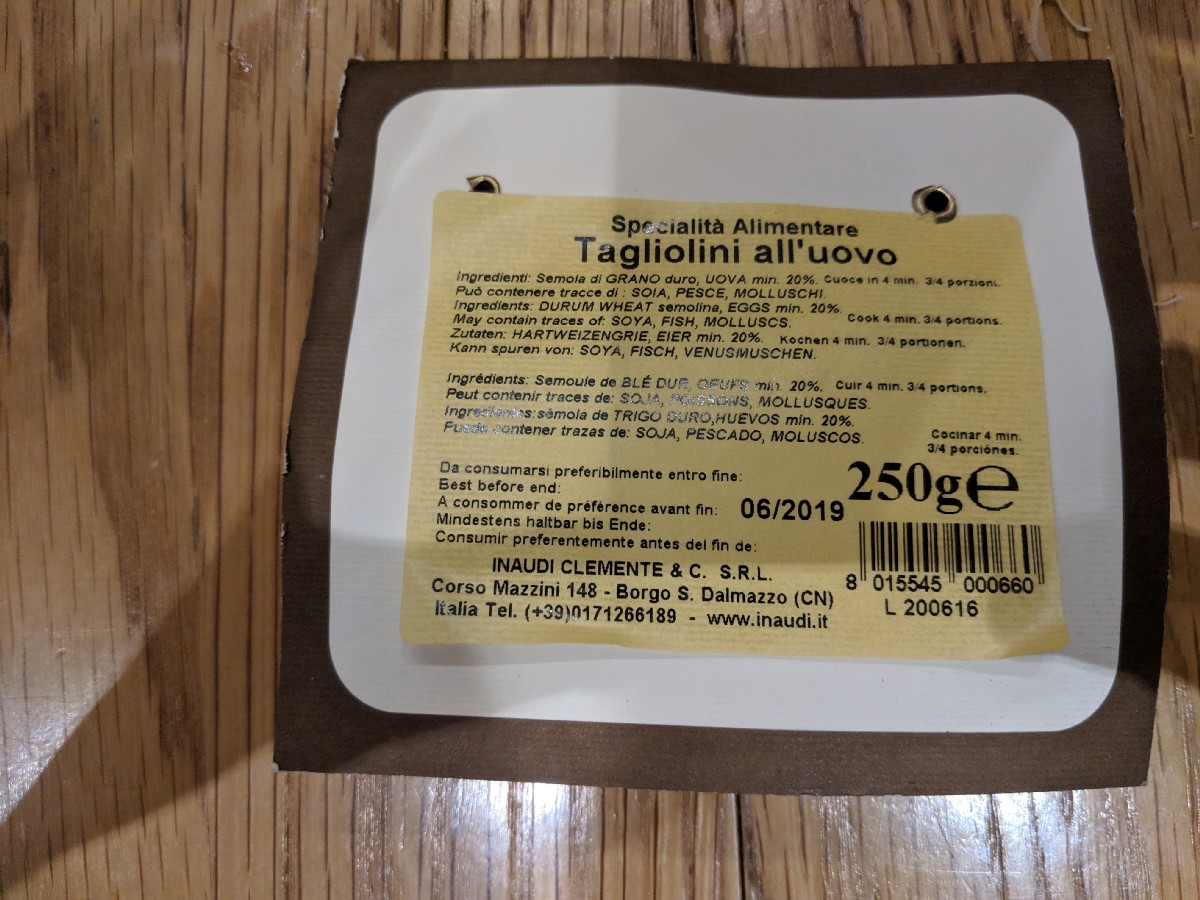 Specialità Alimentare
Tagliolini all'uovo
Ingredienti: Semola di GRANO duro, UOVA min. 20%. Cuoce in 4 min. 3/4 porzioni.
Può contenere tracce di : SOIA, PESCE, MOLLUSCHI.
Ingredients: DURUM WHEAT semolina, EGGS min. 20%.
May contain traces of: SOYA, FISH, MOLLUSCS. Cook 4 min. 3/4 portions.
Zutaten: HARTWEIZENGRIE, EIER min. 20%. Kochen 4 min. 3/4 portionen.
Kann spuren von: SOYA, FISCH, VENUSMUSCHEN.
Ingrédients: Semoule de BLÉ DUR, OEUFS min. 20%. Cuir 4 min. 3/4 portions.
Peut contenir traces de: SOJA, POISSONS, MOLLUSQUES.
Ingredientes:sèmola de TRIGO DURO,HUEVOS min. 20%.
Fuede contener trazas de: SOJA, PESCADO, MOLUSCOS.
Cocinar 4 min.
3/4 porciónes.
Da consumarsi preferibilmente entro fine:
Best before end:
A consommer de préférence avant fin: 06/2019
Mindestens haltbar bis Ende:
Consumir preferentemente antes del fin de:
250g℮
INAUDI CLEMENTE & C. S.R.L.
Corso Mazzini 148 - Borgo S. Dalmazzo (CN)
Italia Tel. (+39)0171266189 - www.inaudi.it
8 015545 000660
L 200616